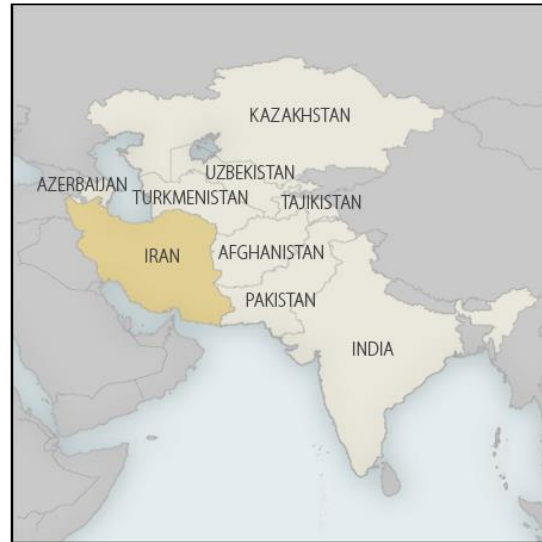 KAZAKHSTAN
UZBEKISTAN
AZERBAIJAN
TURKMENISTAN
TAJIKISTAN
IRAN
AFGHANISTAN
PAKISTAN
INDIA